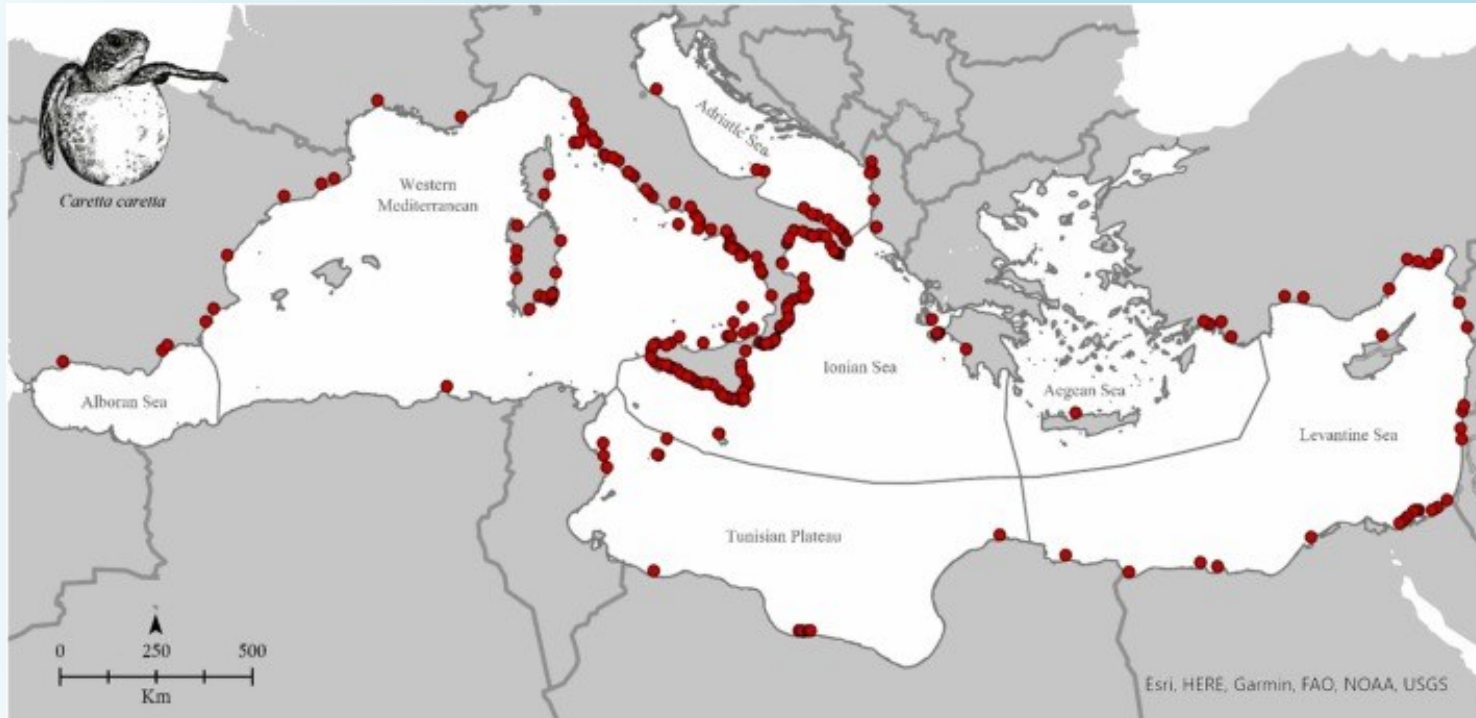 Caretta caretta
Adriatic Sea
Western
Mediterranean
Ionian Sea
Alboran Sea
Aegean Sea
Levantine Sea
Tunisian Plateau
0 250 500
Km
Esri, HERE, Garmin, FAO, NOAA, USGS